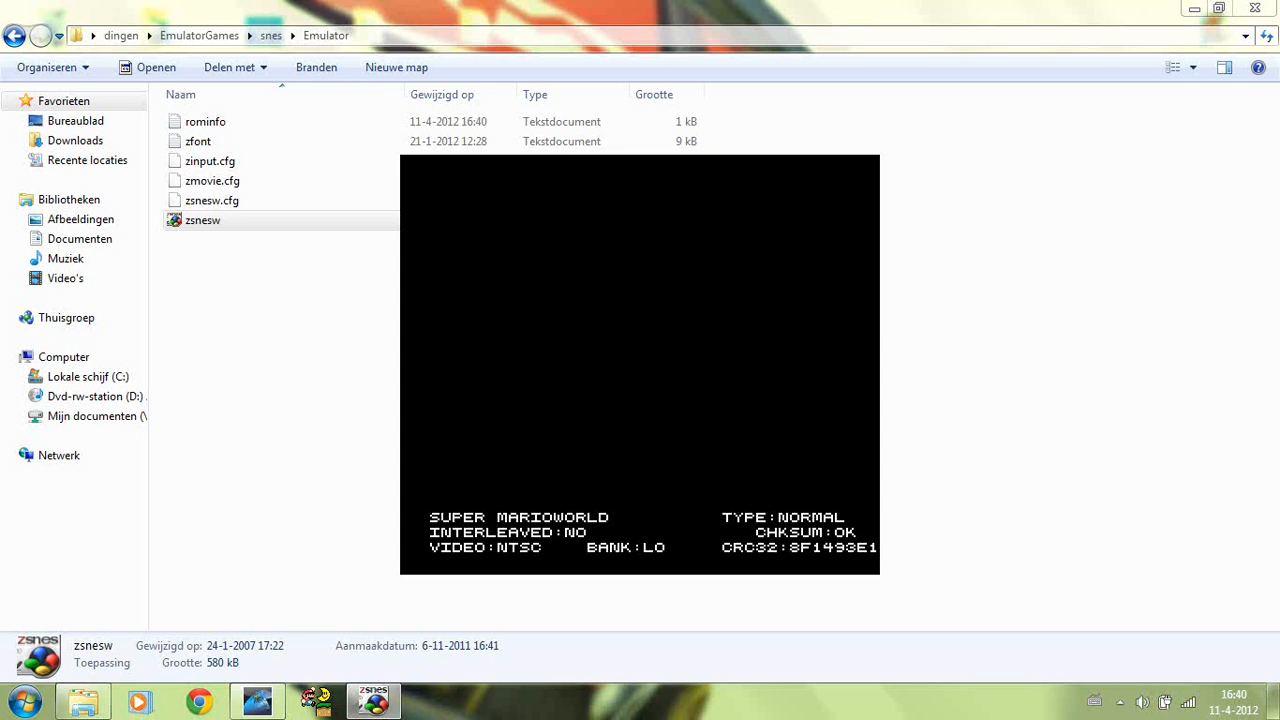 dingen EmulatorGames snes Emulator
Organiseren Openen Delen met Branden Nieuwe map
Naam Gewijzigd op Type Grootte
Favorieten
Bureaublad
Downloads
Recente locaties
Bibliotheken
Afbeeldingen
Documenten
Muziek
Video's
Thuisgroep
Computer
Lokale schijf (C:)
Dvd-rw-station (D:)
Mijn documenten (\
Netwerk
rominfo 11-4-2012 16:40 Tekstdocument 1 kB
zfont 21-1-2012 12:28 Tekstdocument 9 kB
zinput.cfg
zmovie.cfg
zsnesw.cfg
zsnesw
SUPER MARIOWORLD TYPE:NORMAL
INTERLEAVED:NO CHKSUM:OK
VIDEO:NTSC BANK:LO CRC32:8F1493E1
zsnes
zsnesw Gewijzigd op: 24-1-2007 17:22 Aanmaakdatum: 6-11-2011 16:41
Toepassing Grootte: 580 kB
zsnes
16:40
11-4-2012